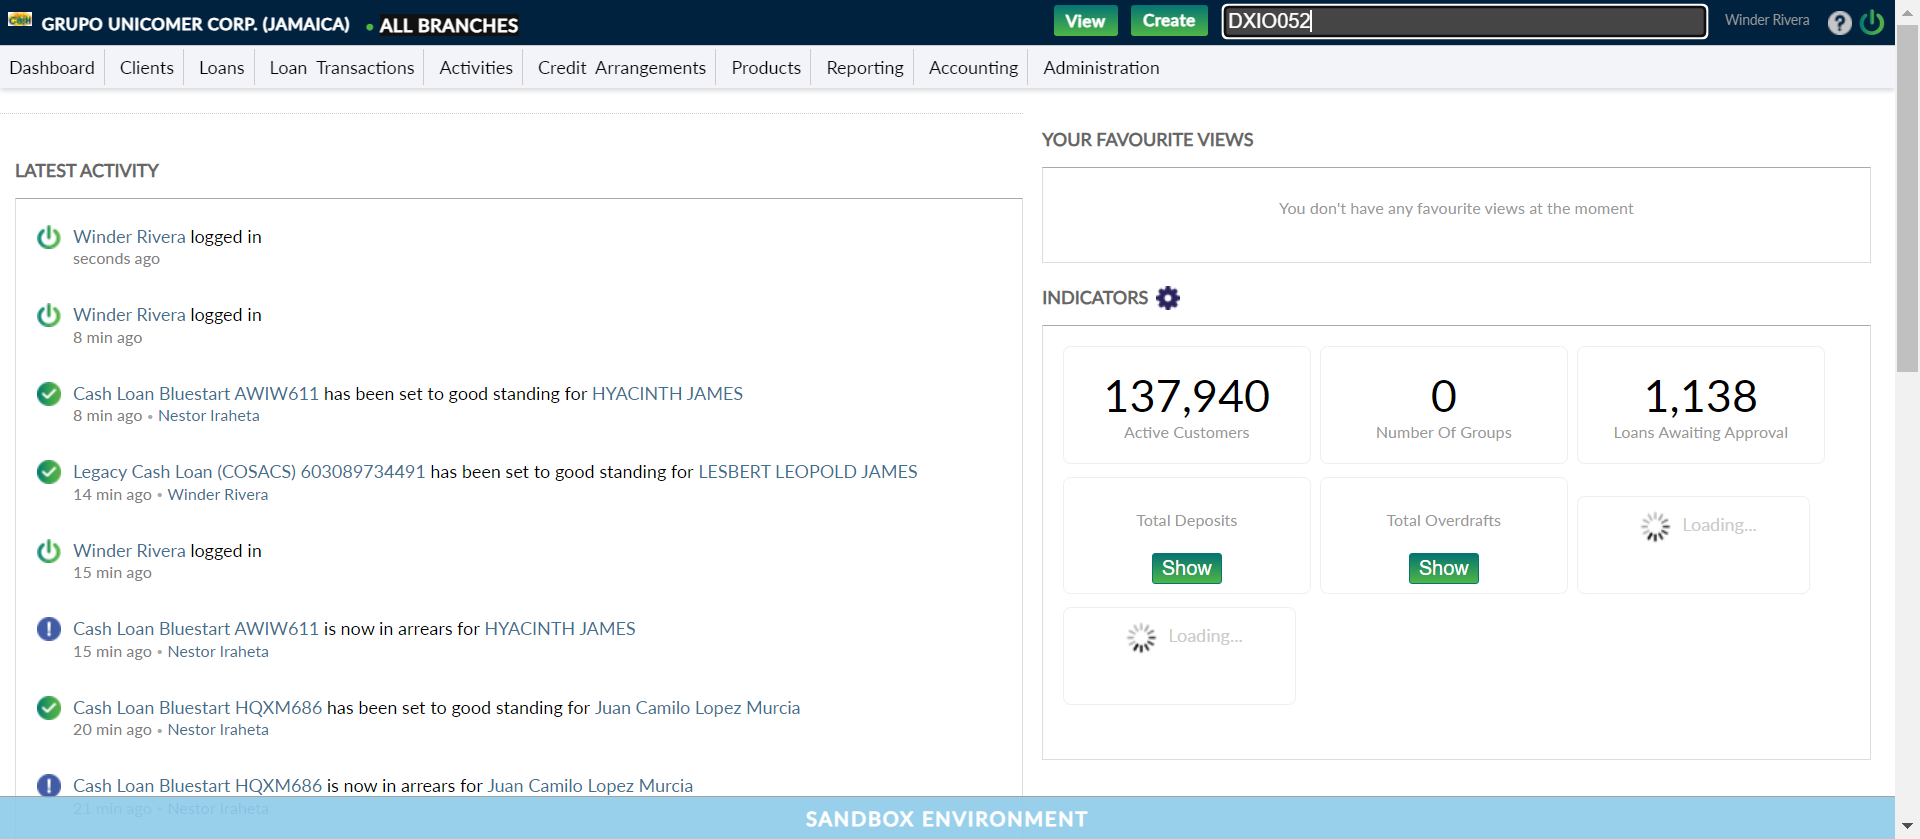 Cash
GRUPO UNICOMER CORP. (JAMAICA) • ALL BRANCHES
View
Create
DXIO052
Winder Rivera
?
Dashboard
Clients
Loans
Loan Transactions
Activities
Credit Arrangements
Products
Reporting
Accounting
Administration
LATEST ACTIVITY
Winder Rivera logged in
seconds ago
Winder Rivera logged in
8 min ago
Cash Loan Bluestart AWIW611 has been set to good standing for HYACINTH JAMES
8 min ago • Nestor Iraheta
Legacy Cash Loan (COSACS) 603089734491 has been set to good standing for LESBERT LEOPOLD JAMES
14 min ago • Winder Rivera
Winder Rivera logged in
15 min ago
Cash Loan Bluestart AWIW611 is now in arrears for HYACINTH JAMES
15 min ago • Nestor Iraheta
Cash Loan Bluestart HQXM686 has been set to good standing for Juan Camilo Lopez Murcia
20 min ago • Nestor Iraheta
Cash Loan Bluestart HQXM686 is now in arrears for Juan Camilo Lopez Murcia
21 min ago • Nestor Iraheta
YOUR FAVOURITE VIEWS
You don't have any favourite views at the moment
INDICATORS
137,940
Active Customers
0
Number Of Groups
1,138
Loans Awaiting Approval
Total Deposits
Show
Total Overdrafts
Show
Loading...
Loading...
SANDBOX ENVIRONMENT